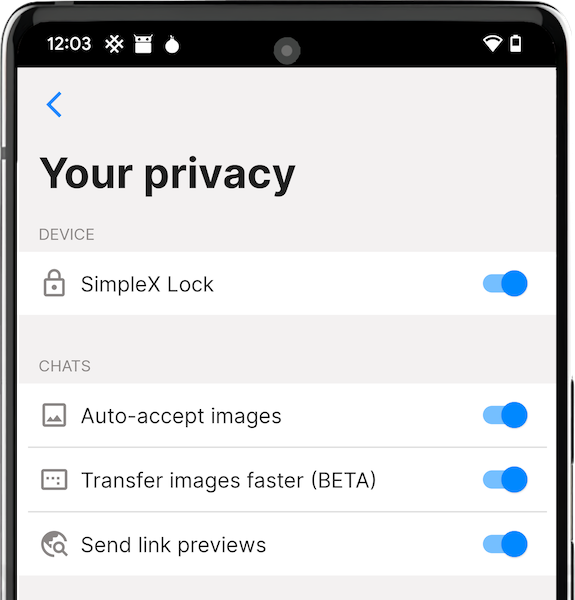 12:03
Your privacy
DEVICE
SimpleX Lock
CHATS
Auto-accept images
Transfer images faster (BETA)
Send link previews